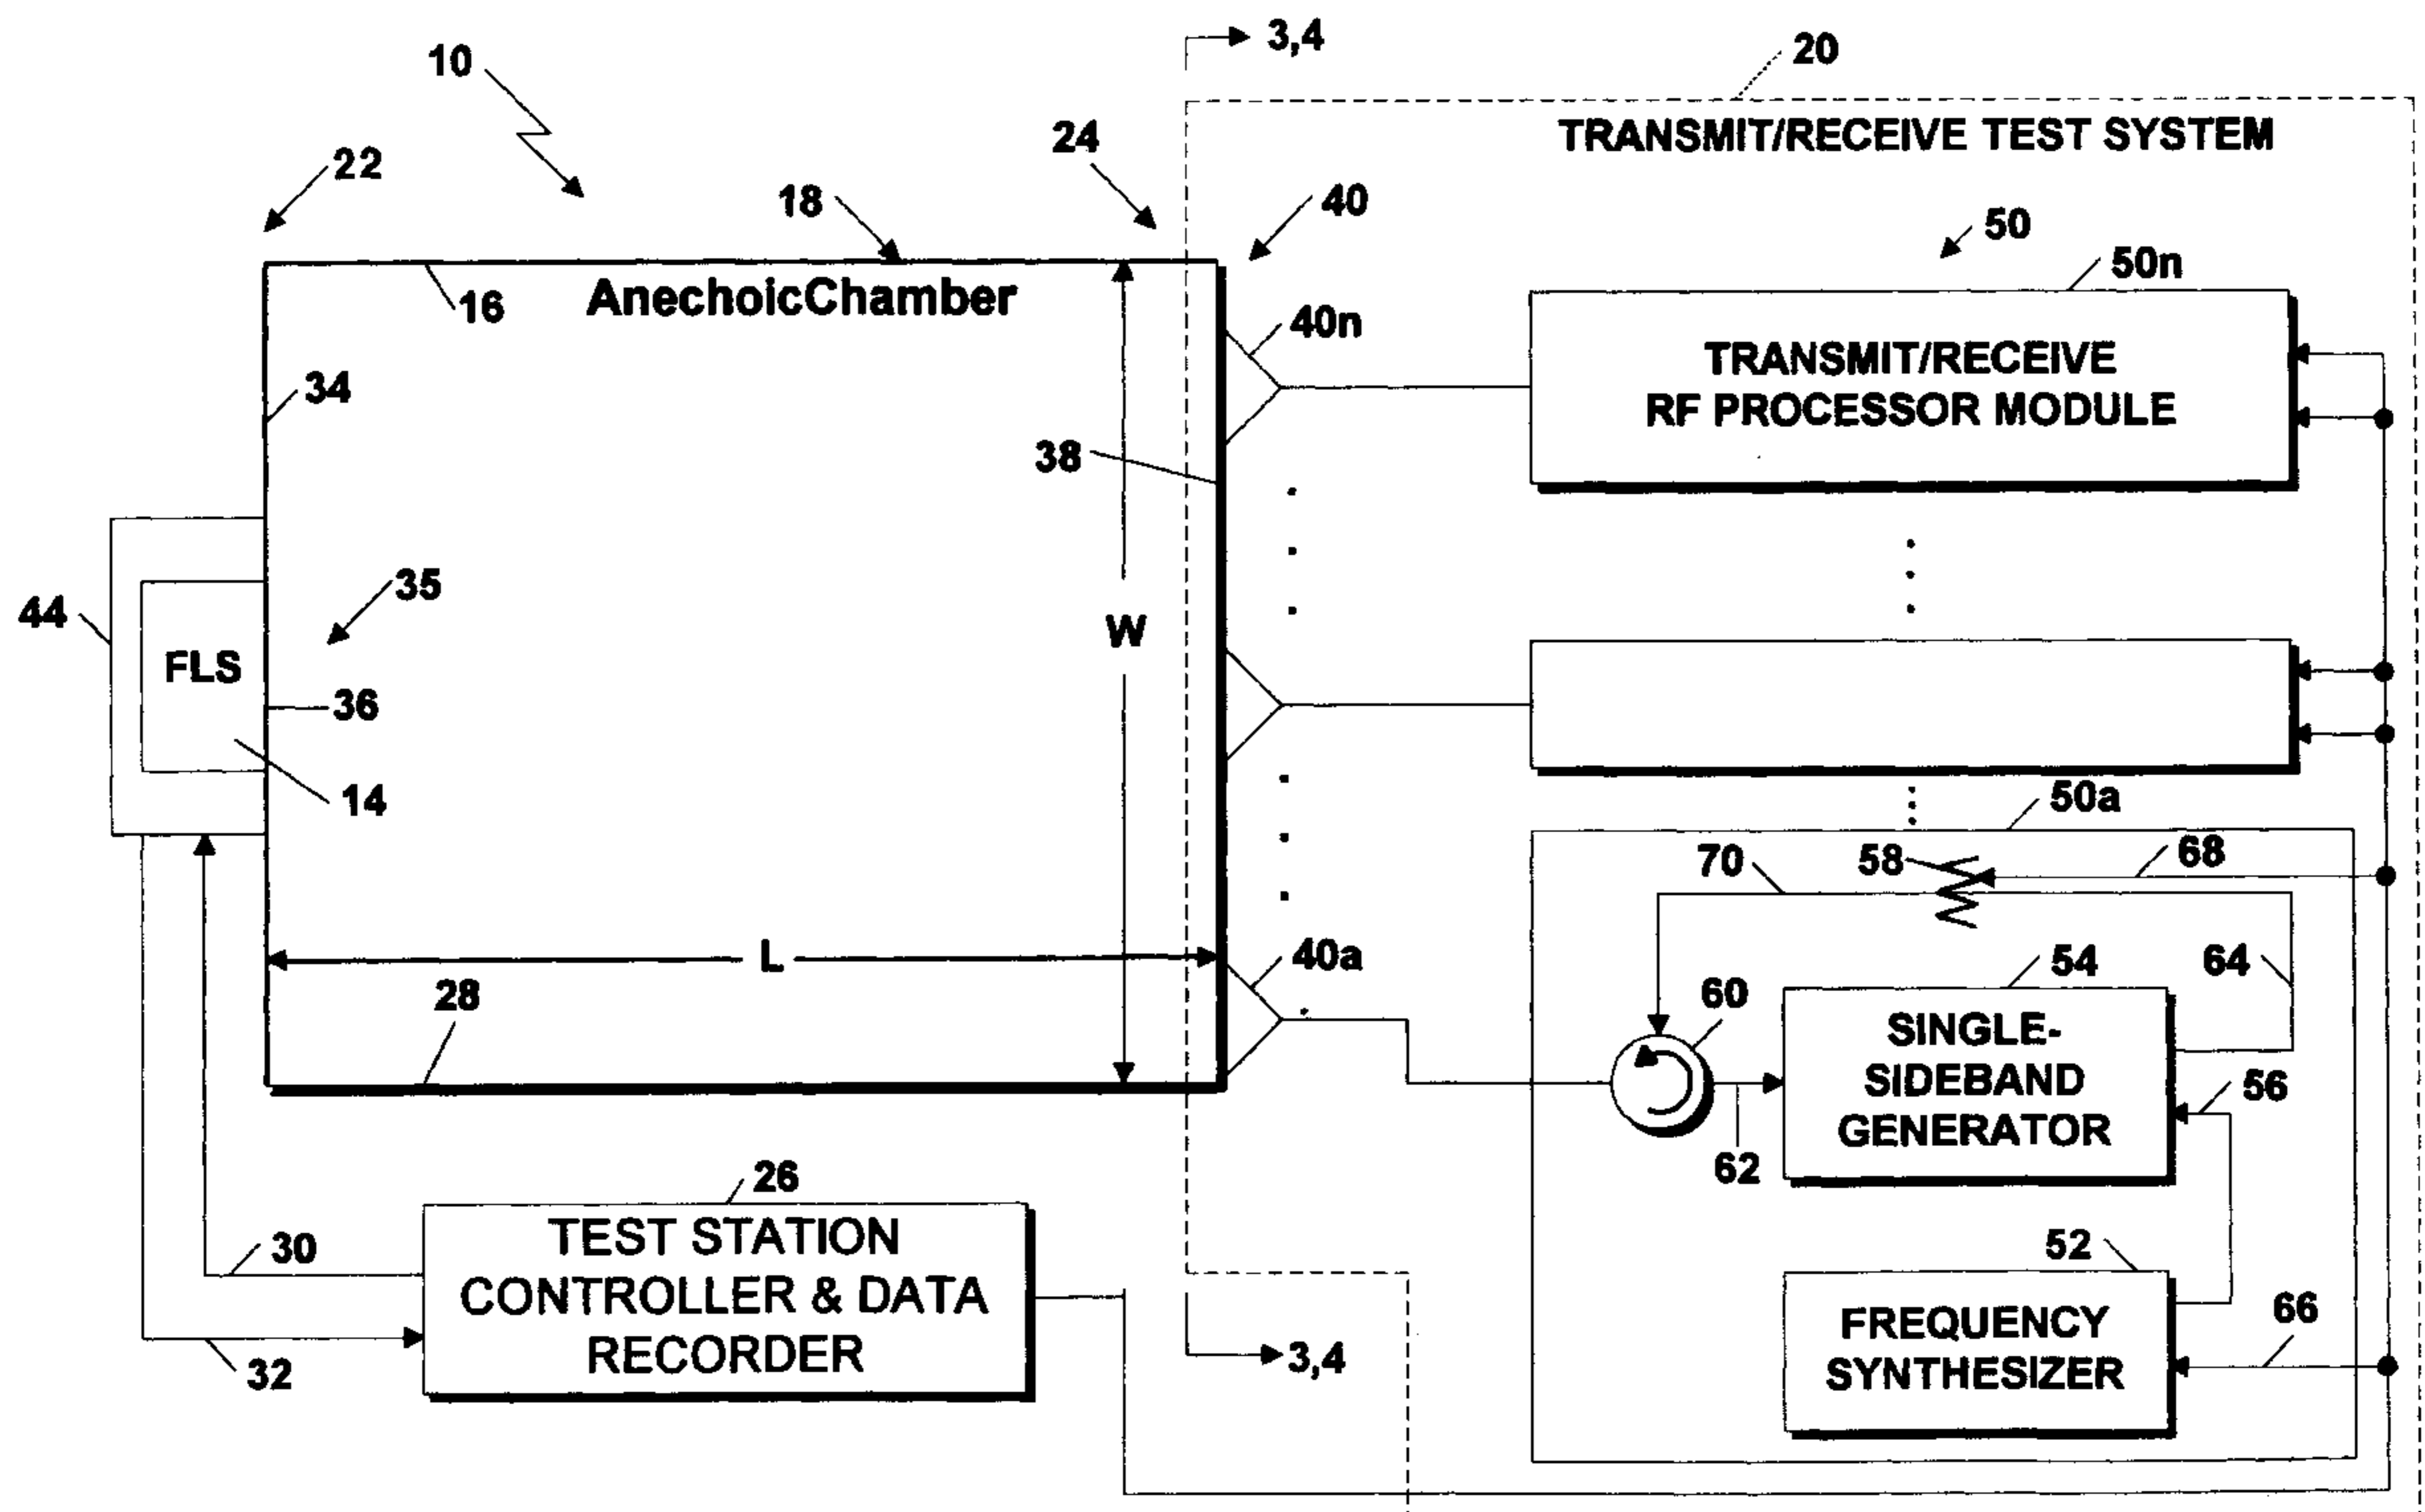 3,4
20
10
TRANSMIT/RECEIVE TEST SYSTEM
24
22
18
40
50
50n
AnechoicChamber
16
40n
TRANSMIT/RECEIVE
RF PROCESSOR MODULE
34
38
35
44
W
FLS
36
14
50a
70
58
68
40a
L
54
64
28
60
SINGLE-
SIDEBAND
GENERATOR
56
62
26
TEST STATION
CONTROLLER & DATA
RECORDER
30
52
66
FREQUENCY
SYNTHESIZER
32
3,4